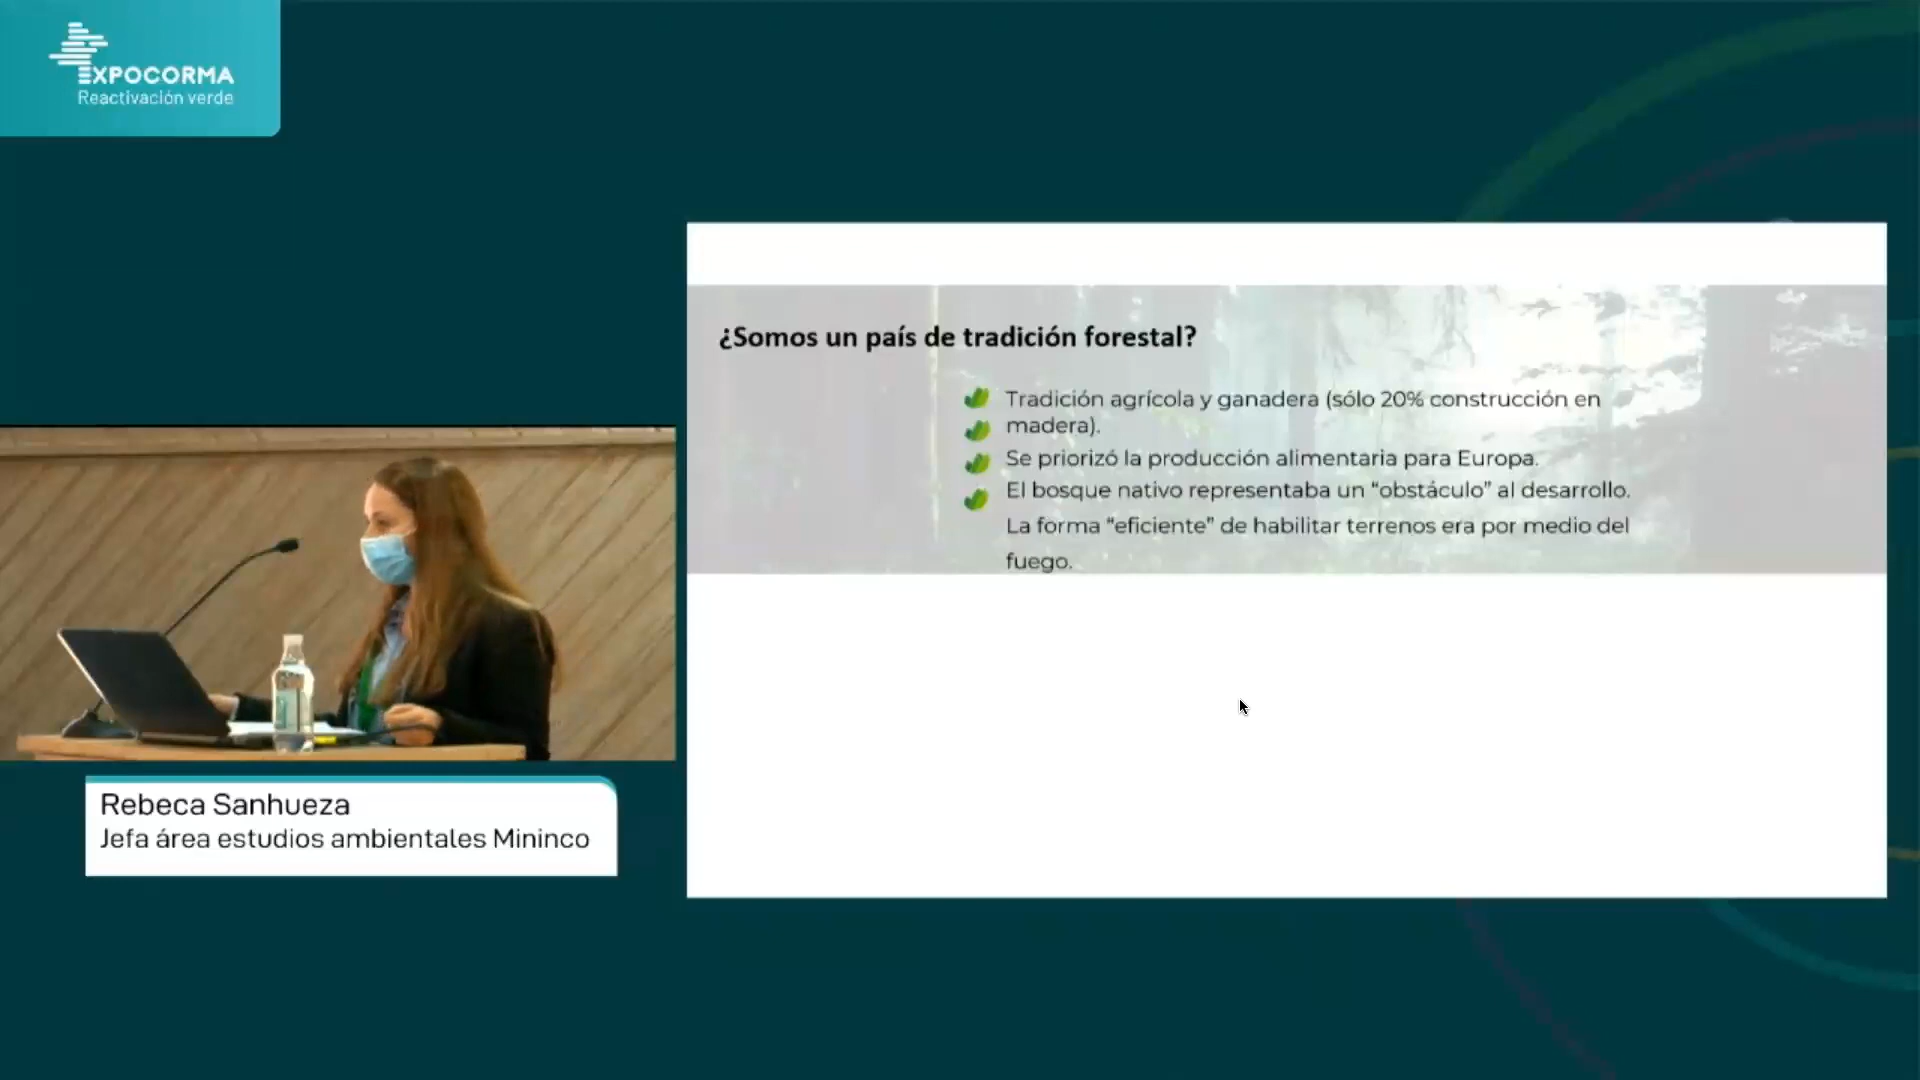 EXPOCORMA
Reactivación verde
¿Somos un país de tradición forestal?
Tradición agrícola y ganadera (sólo 20% construcción en
madera).
Se priorizó la producción alimentaria para Europa.
El bosque nativo representaba un “obstáculo” al desarrollo.
La forma “eficiente” de habilitar terrenos era por medio del
fuego.
Rebeca Sanhueza
Jefa área estudios ambientales Mininco